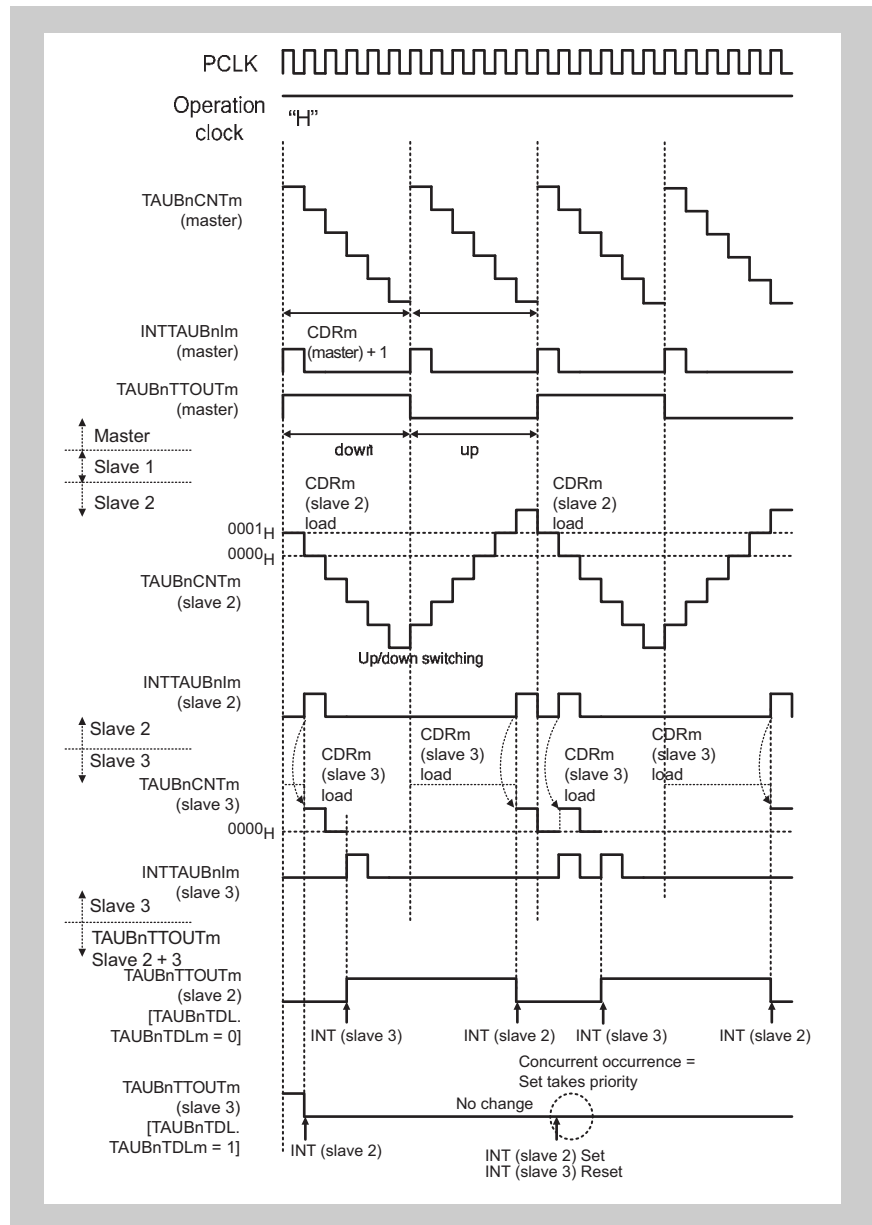 PCLK
Operation
clock
“H”
TAUBnCNTm
(master)
INTTAUBnIm
(master)
CDRm
(master) + 1
TAUBnTTOUTm
(master)
Master
down
up
Slave 1
Slave 2
CDRm
(slave 2)
load
CDRm
(slave 2)
load
0001H
0000H
TAUBnCNTm
(slave 2)
Up/down switching
INTTAUBnIm
(slave 2)
Slave 2
Slave 3
CDRm
(slave 3)
load
CDRm
(slave 3)
load
CDRm
(slave 3)
load
CDRm
(slave 3)
load
TAUBnCNTm
(slave 3)
0000H
INTTAUBnIm
(slave 3)
Slave 3
TAUBnTTOUTm
Slave 2 + 3
TAUBnTTOUTm
(slave 2)
[TAUBnTDL.
TAUBnTDLm = 0]
INT (slave 3)
INT (slave 2)
INT (slave 3)
INT (slave 2)
Concurrent occurrence =
Set takes priority
TAUBnTTOUTm
(slave 3)
[TAUBnTDL.
TAUBnTDLm = 1]
No change
INT (slave 2)
INT (slave 2) Set
INT (slave 3) Reset